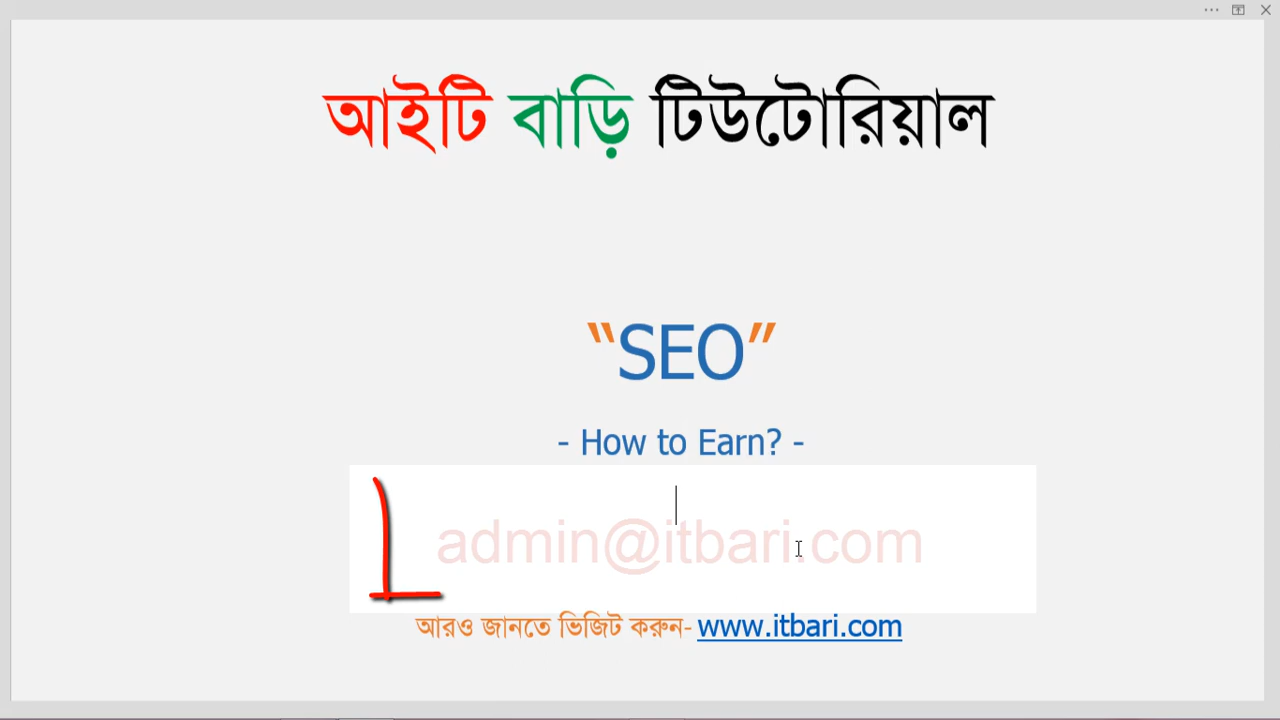 আইটি বাড়ি টিউটোরিয়াল
“SEO”
- How to Earn? -
admin@itbari.com
আরও জানতে ভিজিট করুন- www.itbari.com